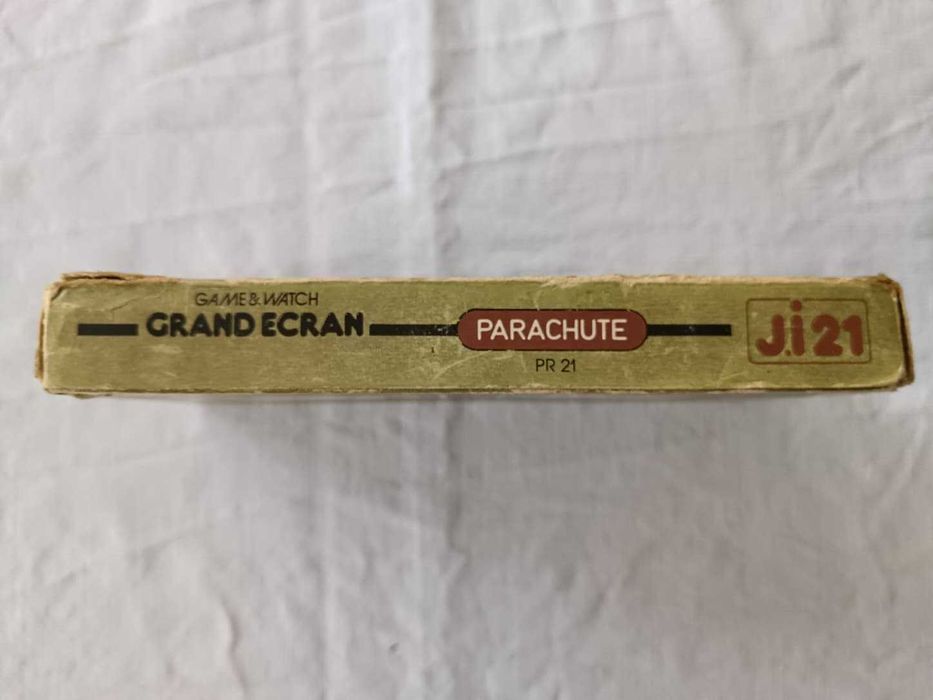 GAME & WATCH
GRAND ECRAN
PARACHUTE
PR 21
J.i 21